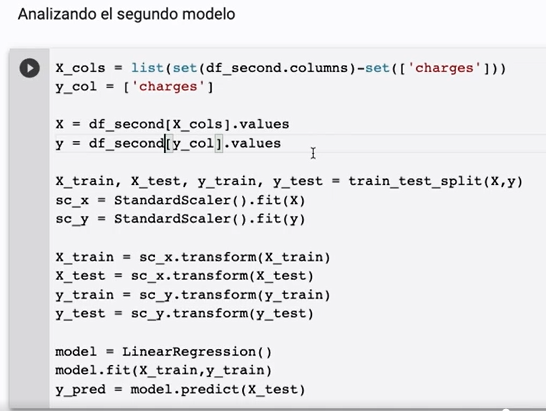 Analizando el segundo modelo
X_cols = list(set(df_second.columns)-set(['charges']))
y_col = ['charges']
X = df_second[X_cols].values
y = df_second[y_col].values
X_train, X_test, y_train, y_test = train_test_split(X,y)
sc_x = StandardScaler().fit(X)
sc_y = StandardScaler().fit(y)
X_train = sc_x.transform(X_train)
X_test = sc_x.transform(X_test)
y_train = sc_y.transform(y_train)
y_test = sc_y.transform(y_test)
model = LinearRegression()
model.fit(X_train,y_train)
y_pred = model.predict(X_test)